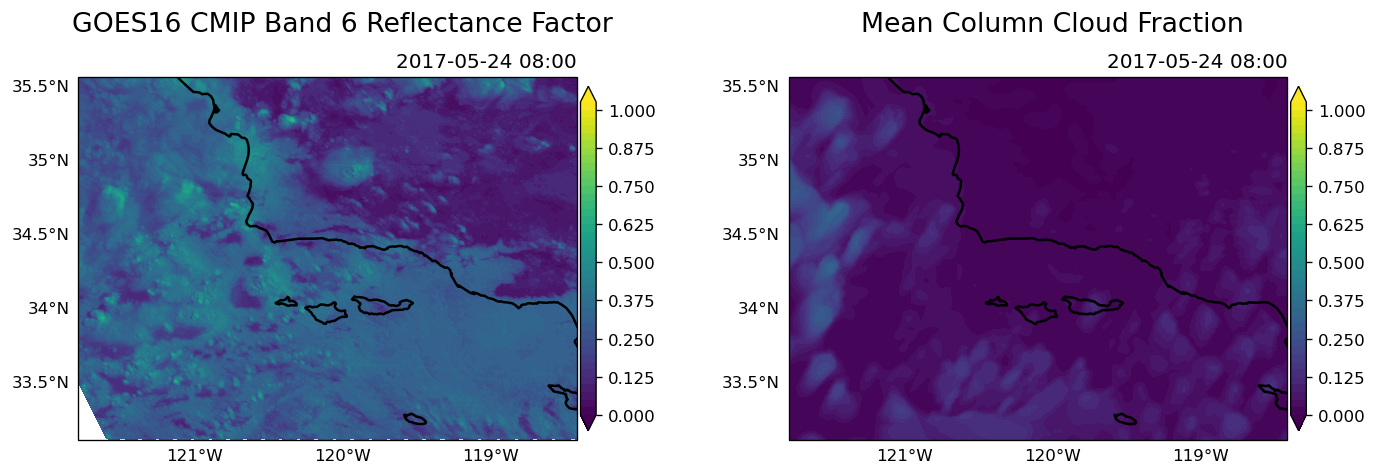 GOES16 CMIP Band 6 Reflectance Factor
2017-05-24 08:00
35.5°N
35°N
34.5°N
34°N
33.5°N
121°W
120°W
119°W
1.000
0.875
0.750
0.625
0.500
0.375
0.250
0.125
0.000
Mean Column Cloud Fraction
2017-05-24 08:00
35.5°N
35°N
34.5°N
34°N
33.5°N
121°W
120°W
119°W
1.000
0.875
0.750
0.625
0.500
0.375
0.250
0.125
0.000